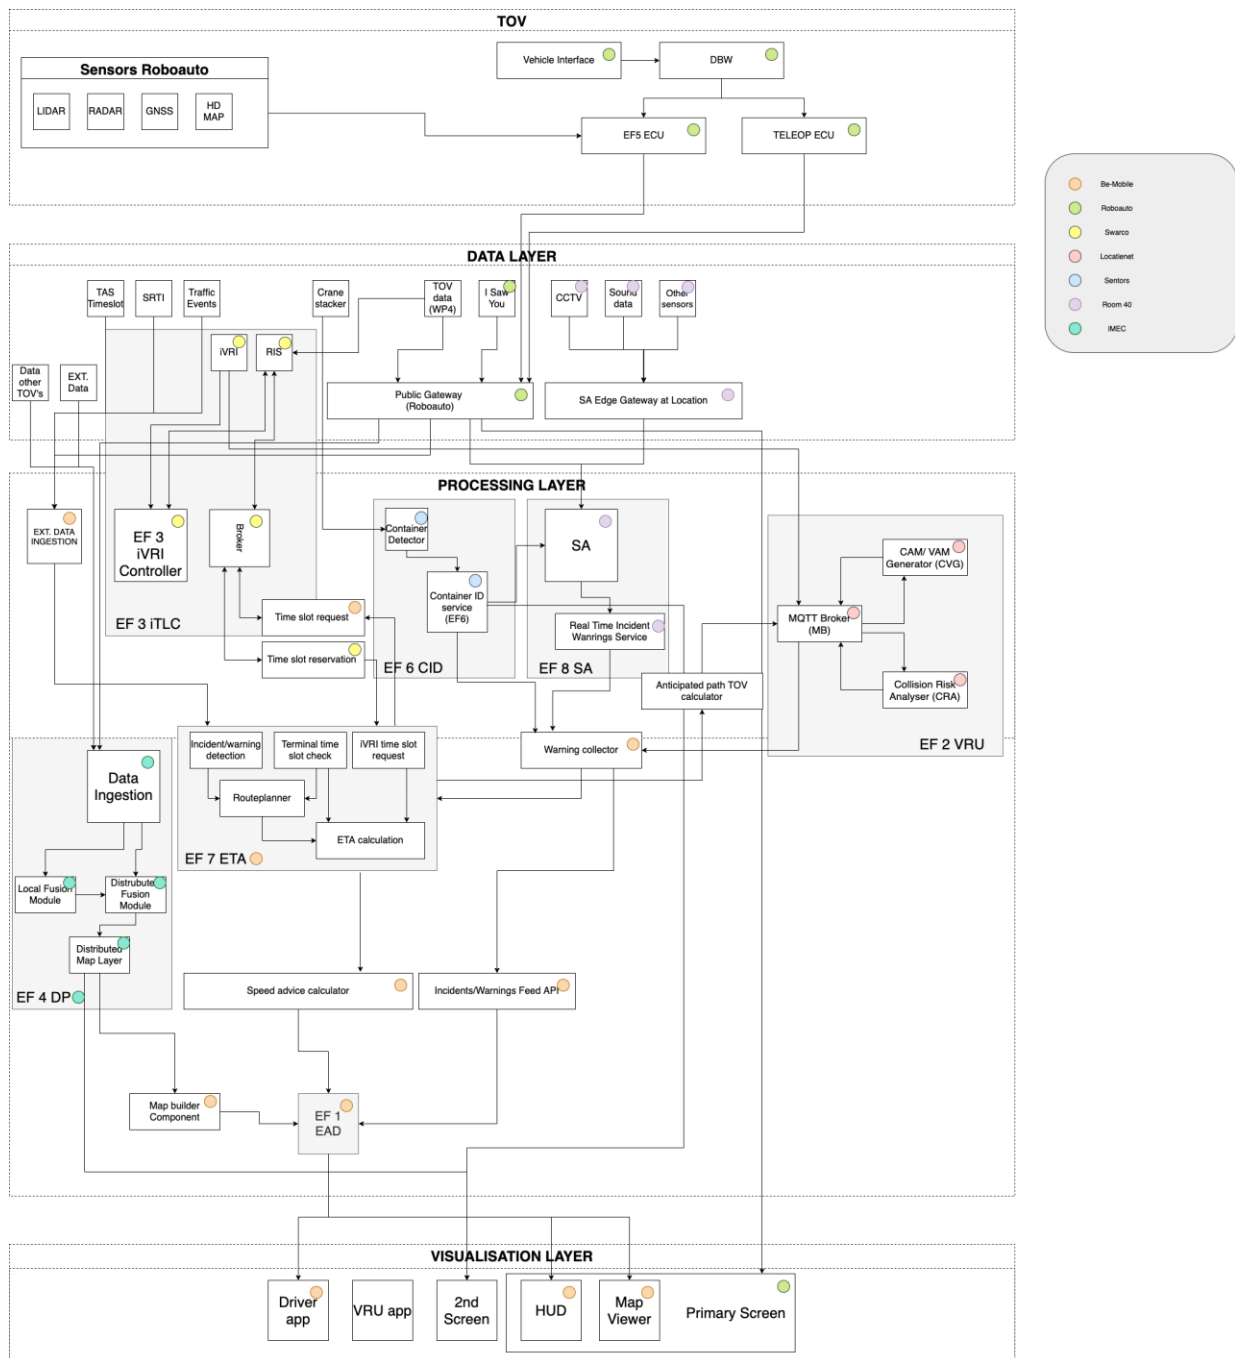 TOV
Sensors Roboauto
LIDAR
RADAR
GNSS
HD
MAP
Vehicle Interface
DBW
EF5 ECU
TELEOP ECU
Be-Mobile
Roboauto
Swarco
Locatienet
Sentors
Room 40
IMEC
DATA LAYER
TAS
Timeslot
SRTI
Traffic
Events
Crane
stacker
TOV
data
(WP4)
I Saw
You
CCTV
Sound
data
Other
sensors
iVRI
RIS
Data
other
TOV's
EXT.
Data
Public Gateway
(Roboauto)
SA Edge Gateway at Location
PROCESSING LAYER
EXT. DATA
INGESTION
EF 3
iVRI
Controller
Broker
Container
Detector
SA
CAM/ VAM
Generator (CVG)
Container ID
service
(EF6)
Time slot request
EF 3 iTLC
Real Time Incident
Wanrings Service
MQTT Broker
(MB)
Time slot reservation
EF 6 CID
EF 8 SA
Anticipated path TOV
calculator
Collision Risk
Analyser (CRA)
EF 2 VRU
Incident/warning
detection
Terminal time
slot check
iVRI time slot
request
Warning collector
Data
Ingestion
Routeplanner
ETA calculation
EF 7 ETA
Local Fusion
Module
Distrubuted
Fusion
Module
Distributed
Map Layer
EF 4 DP
Speed advice calculator
Incidents/Warnings Feed API
Map builder
Component
EF 1
EAD
VISUALISATION LAYER
Driver
app
VRU app
2nd
Screen
HUD
Map
Viewer
Primary Screen